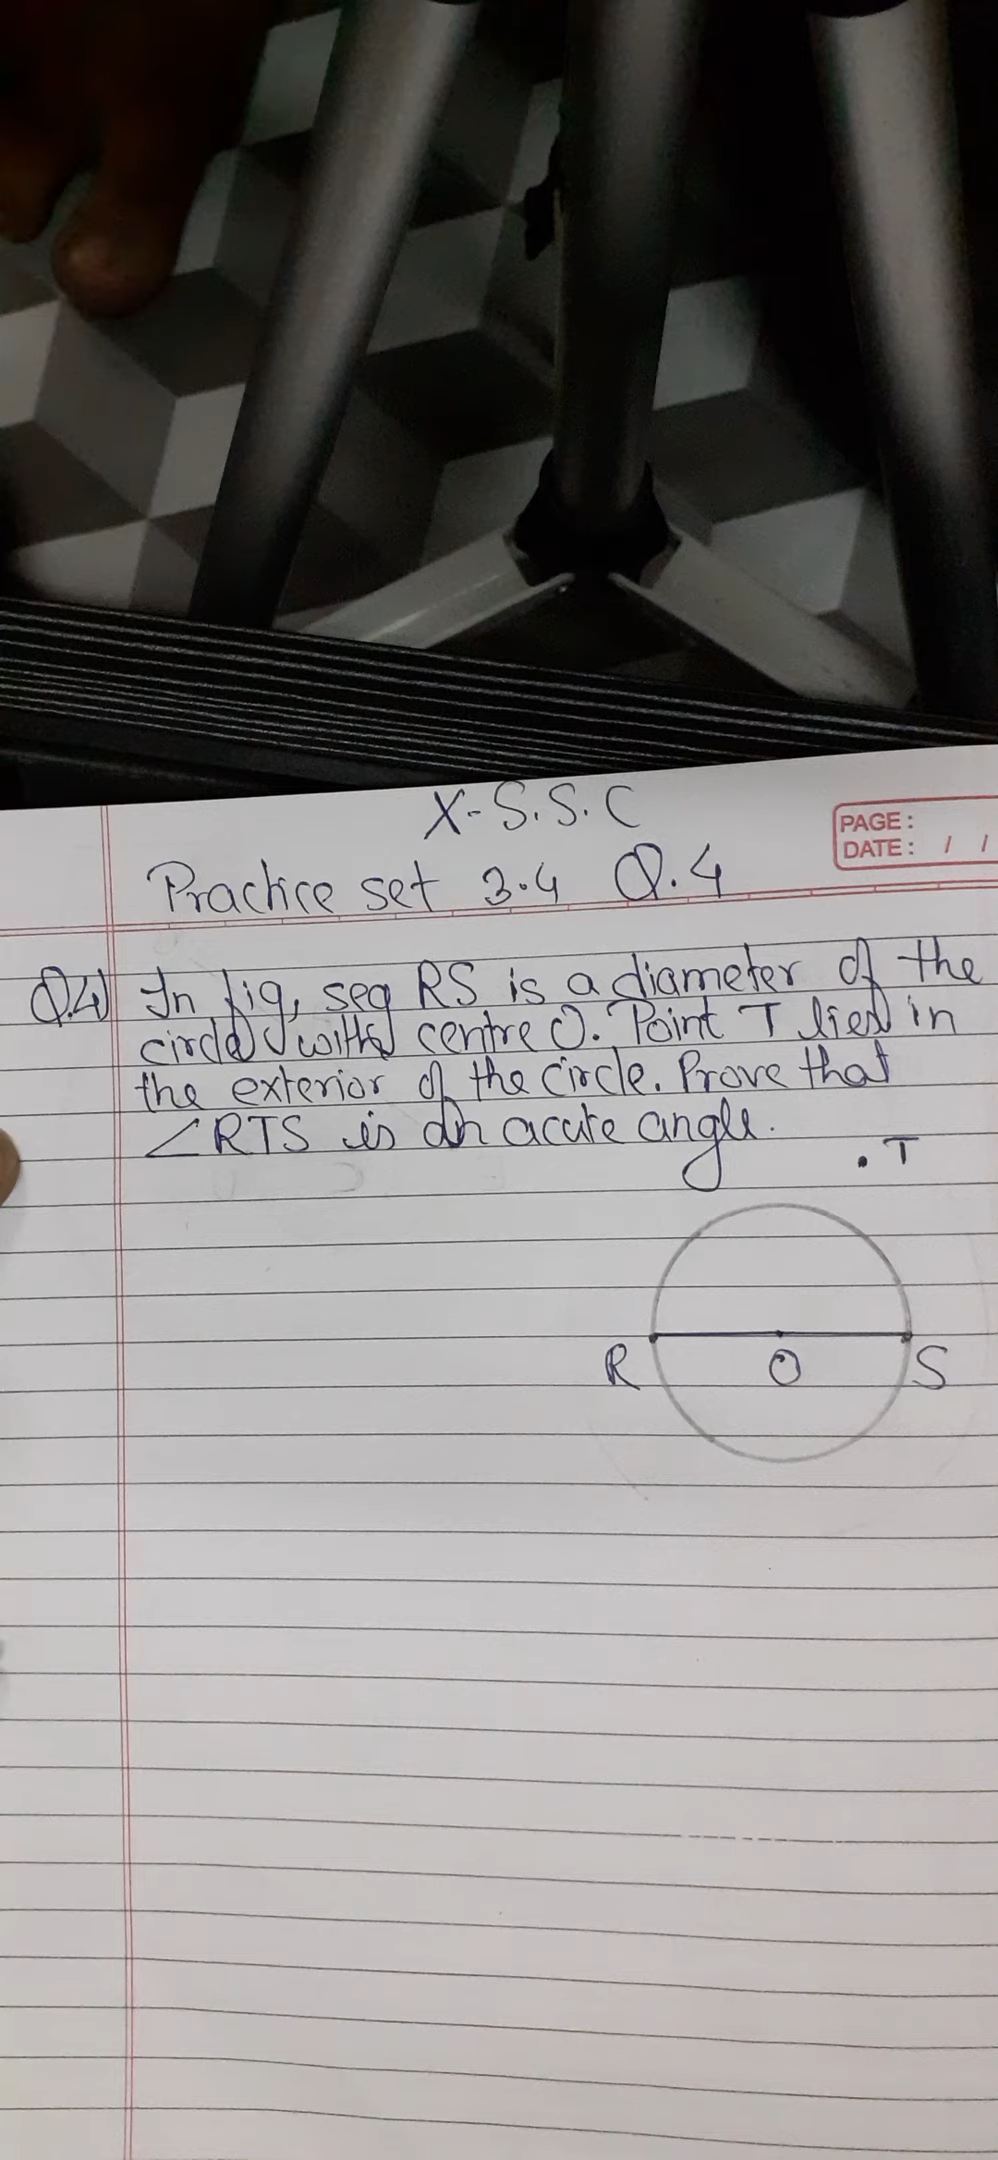 X-S.S.C
PAGE:
DATE: / /
Practice set 3.4 Q.4
Q.4) In fig, seg RS is a diameter of the
circle with centre O. Point T lies in
the exterior of the circle. Prove that
∠RTS is an acute angle.
. T
R O S